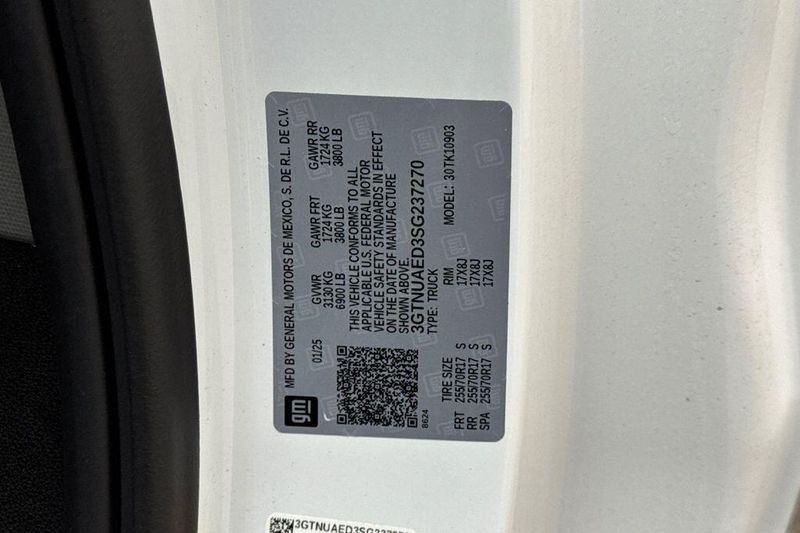 MFD BY GENERAL MOTORS DE MEXICO, S. DE R.L. DE C.V.
01/25 GVWR GAWR FRT GAWR RR
3130 KG 1724 KG 1724 KG
6900 LB 3800 LB 3800 LB
THIS VEHICLE CONFORMS TO ALL
APPLICABLE U.S. FEDERAL MOTOR
VEHICLE SAFETY STANDARDS IN EFFECT
ON THE DATE OF MANUFACTURE
SHOWN ABOVE.
3GTNUAED3SG237270
TYPE: TRUCK MODEL: 30TK10903
gm
8624
TIRE SIZE RIM
FRT 255/70R17 S 17X8J
RR 255/70R17 S 17X8J
SPA 255/70R17 S 17X8J
3GTNUAED3SG23727